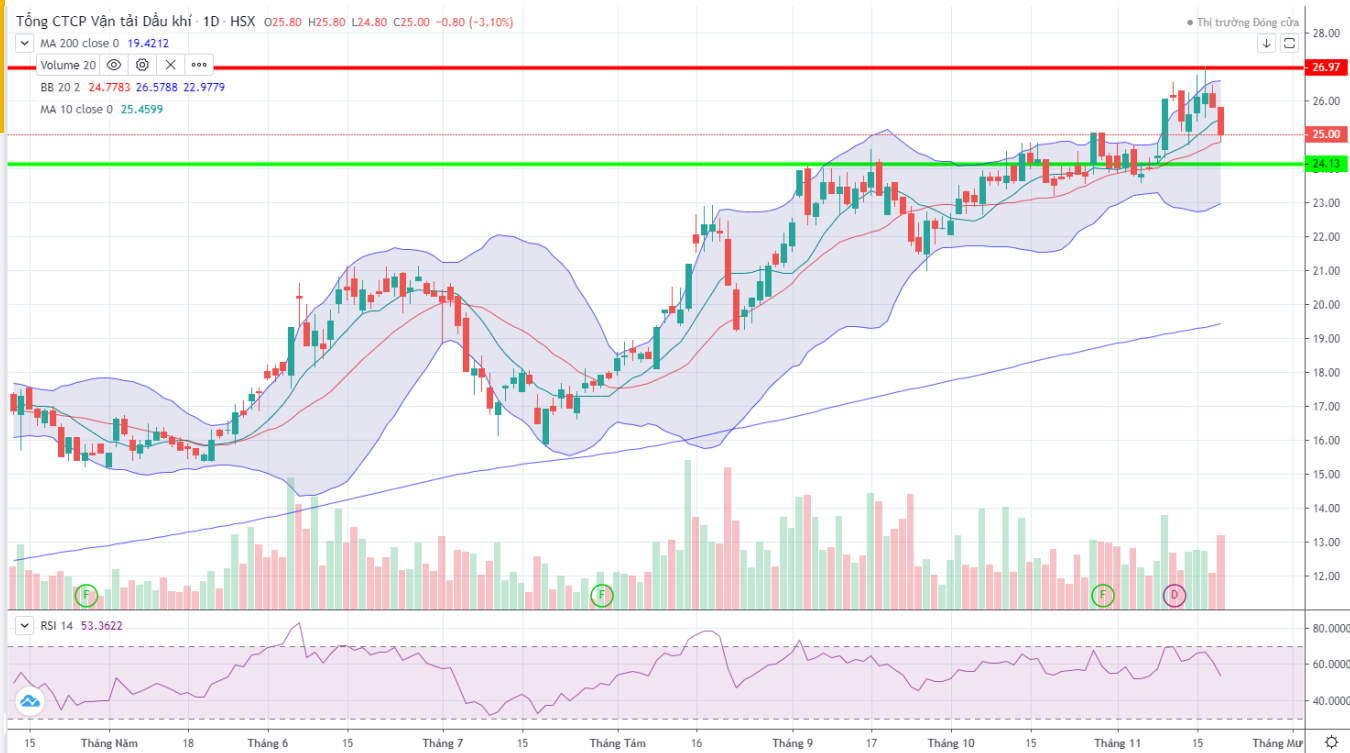 Tổng CTCP Vận tải Dầu khí · 1D · HSX O25.80 H25.80 L24.80 C25.00 −0.80 (−3.10%)
Thị trường Đóng cửa
MA 200 close 0 19.4212
Volume 20
BB 20 2 24.7783 26.5788 22.9779
MA 10 close 0 25.4599
28.00
26.97
26.00
25.00
24.13
23.00
22.00
21.00
20.00
19.00
18.00
17.00
16.00
15.00
14.00
13.00
12.00
F
F
F
D
RSI 14 53.3622
80.0000
60.0000
40.0000
15 Tháng Năm 18 Tháng 6 15 Tháng 7 15 Tháng Tám 16 Tháng 9 17 Tháng 10 15 Tháng 11 15